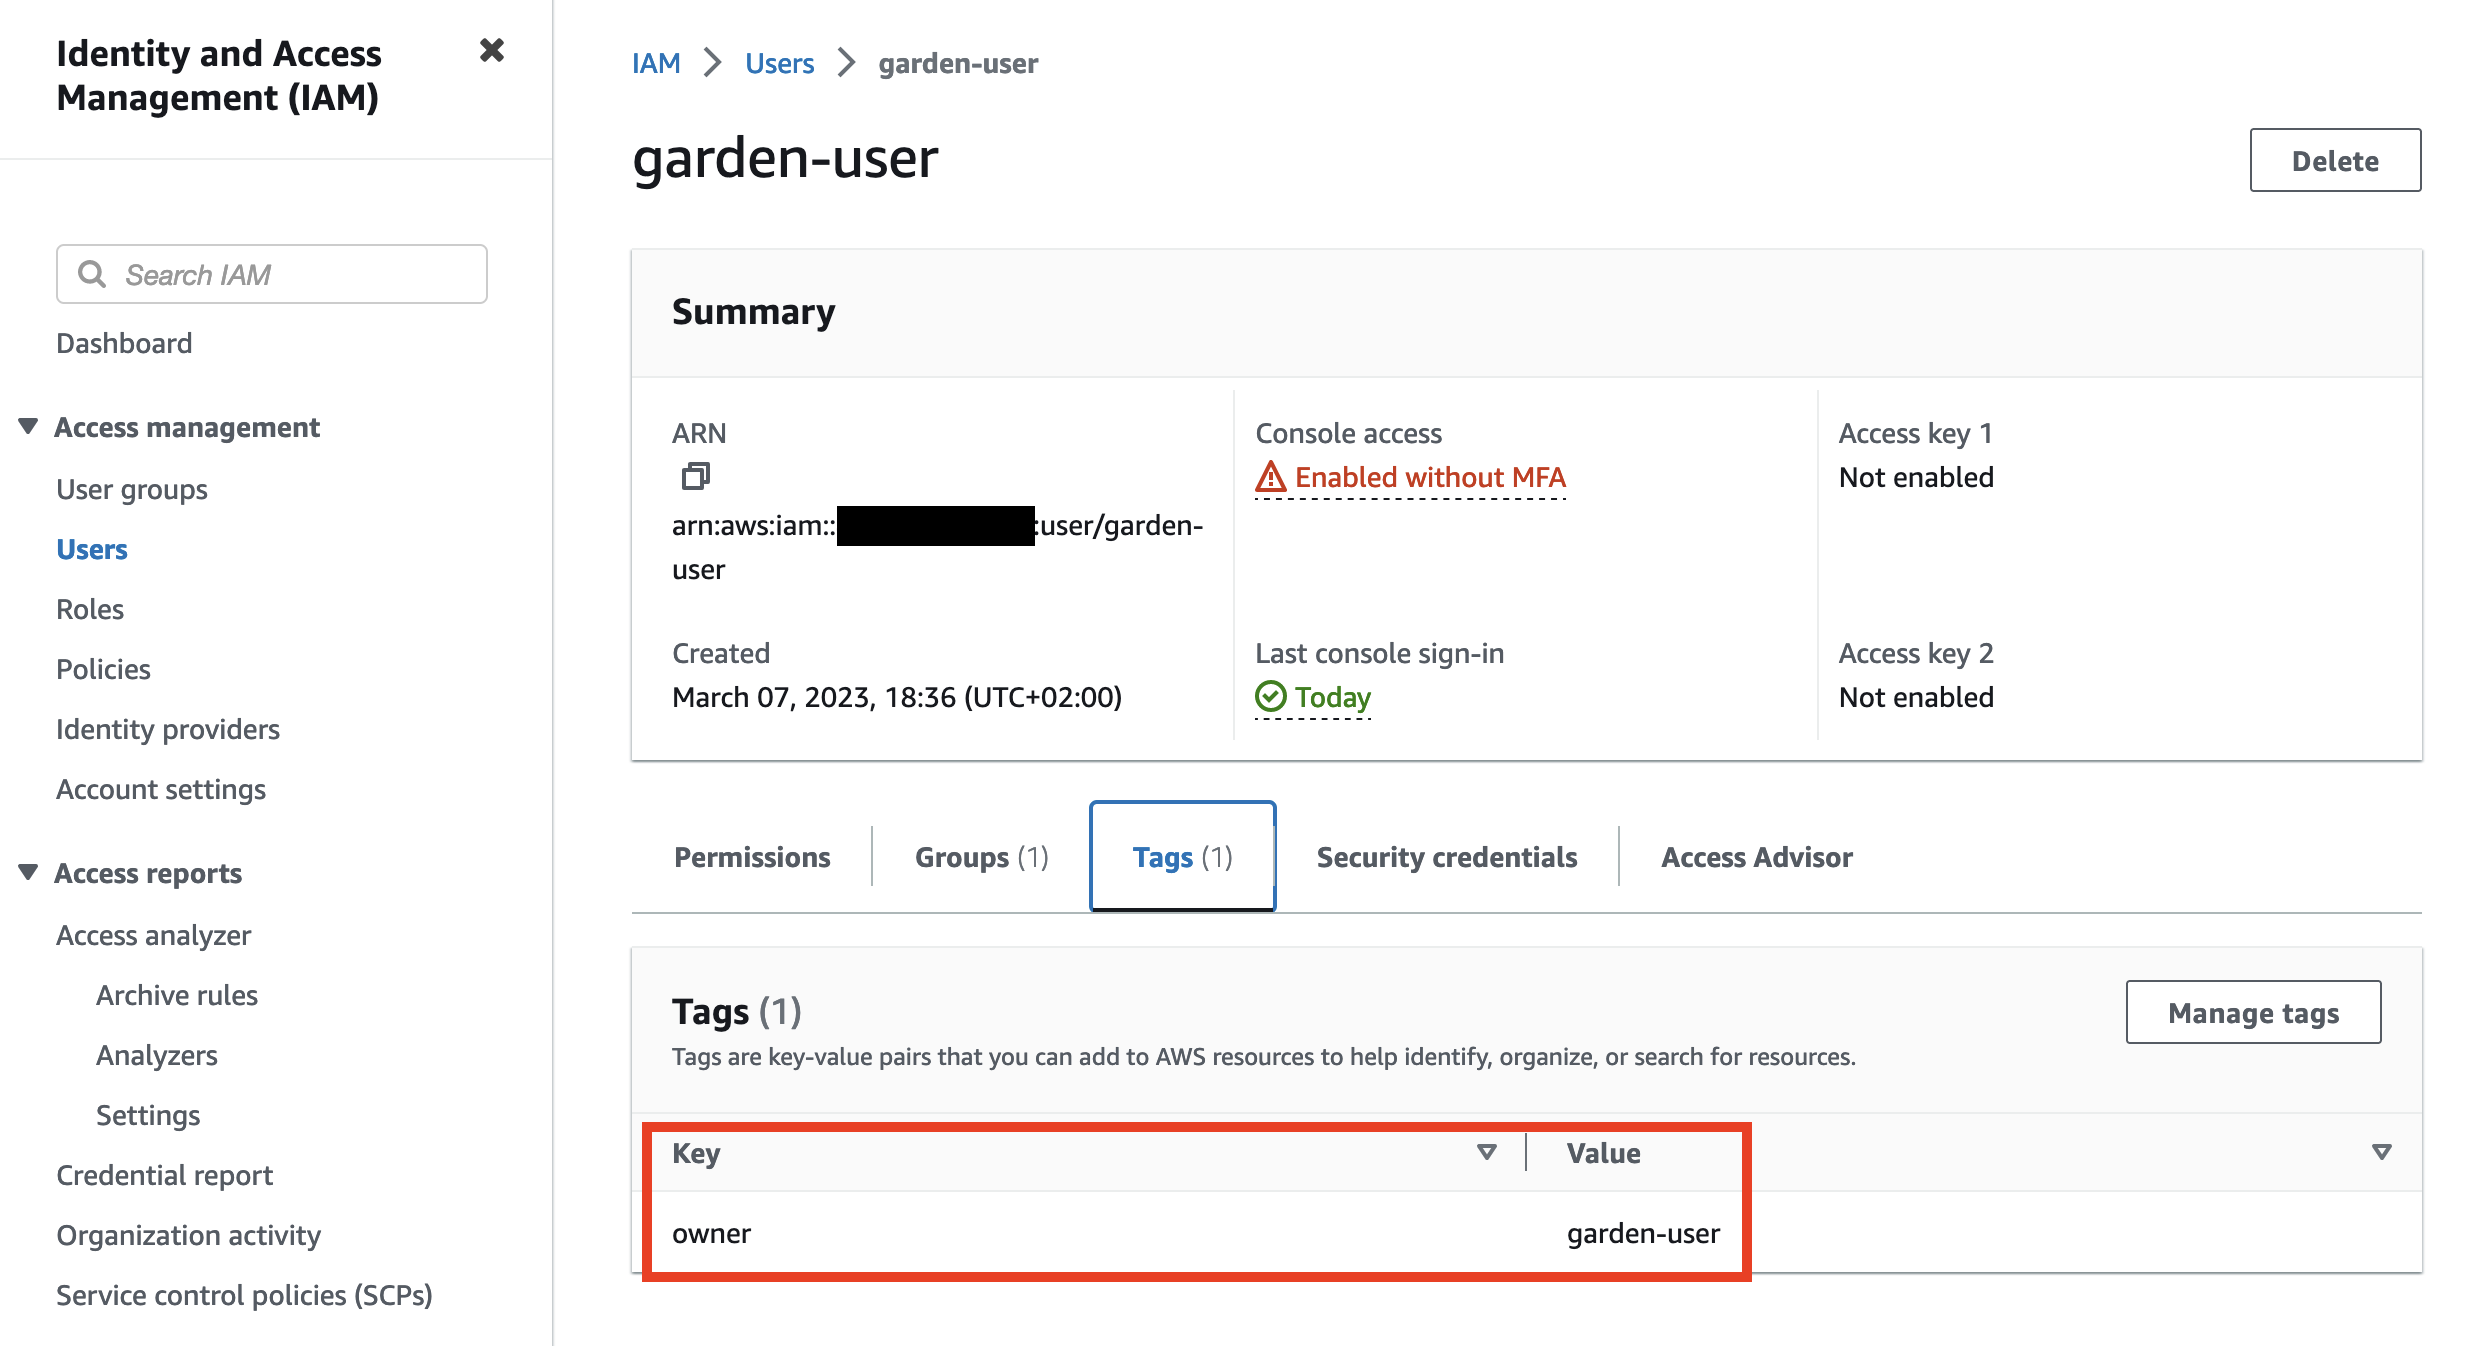 Identity and Access
Management (IAM)
Search IAM
Dashboard
Access management
User groups
Users
Roles
Policies
Identity providers
Account settings
Access reports
Access analyzer
Archive rules
Analyzers
Settings
Credential report
Organization activity
Service control policies (SCPs)
IAM > Users > garden-user
garden-user
Delete
Summary
ARN
arn:aws:iam:: :user/garden-
user
Console access
Enabled without MFA
Access key 1
Not enabled
Created
March 07, 2023, 18:36 (UTC+02:00)
Last console sign-in
Today
Access key 2
Not enabled
Permissions
Groups (1)
Tags (1)
Security credentials
Access Advisor
Tags (1)
Tags are key-value pairs that you can add to AWS resources to help identify, organize, or search for resources.
Manage tags
Key
Value
owner
garden-user